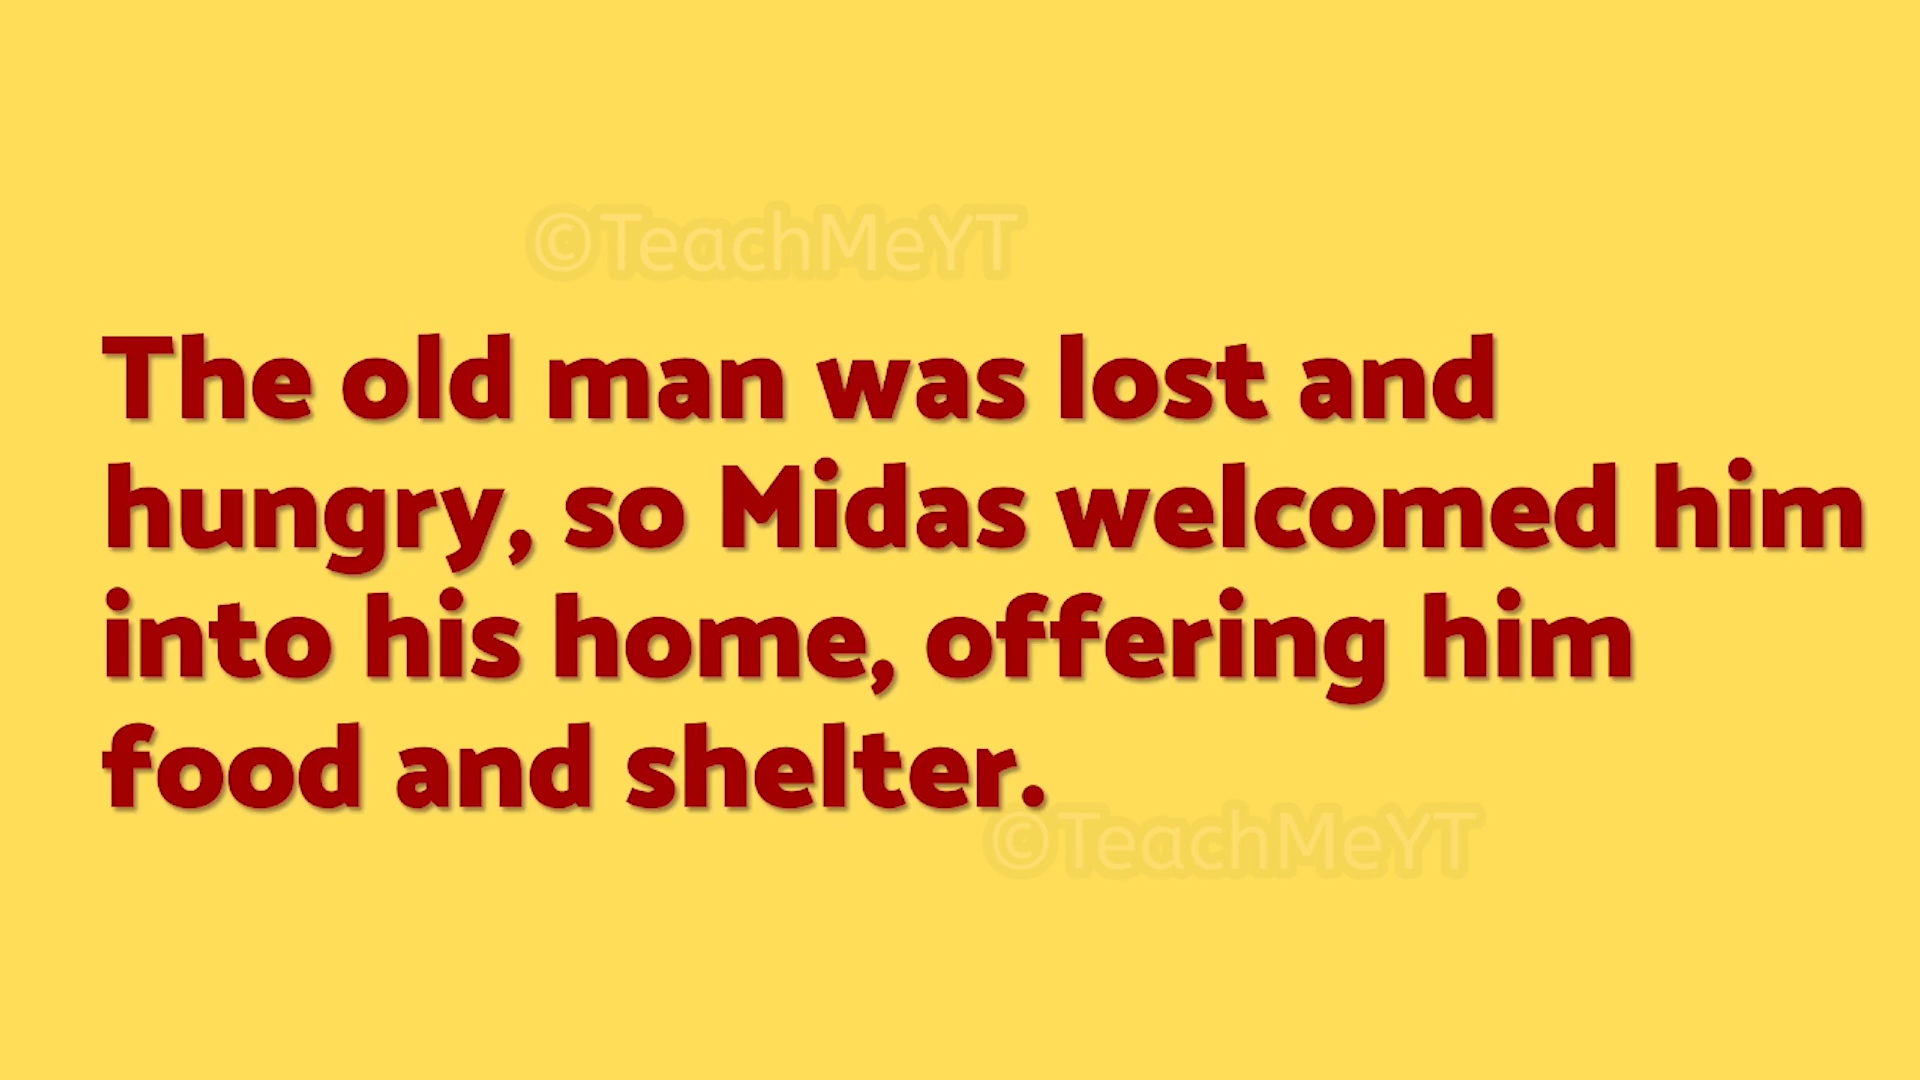 ©TeachMeYT
The old man was lost and
hungry, so Midas welcomed him
into his home, offering him
food and shelter.
©TeachMeYT